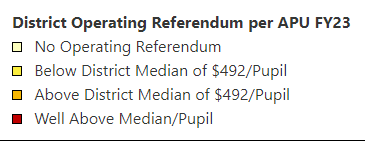 District Operating Referendum per APU FY23
No Operating Referendum
Below District Median of $492/Pupil
Above District Median of $492/Pupil
Well Above Median/Pupil